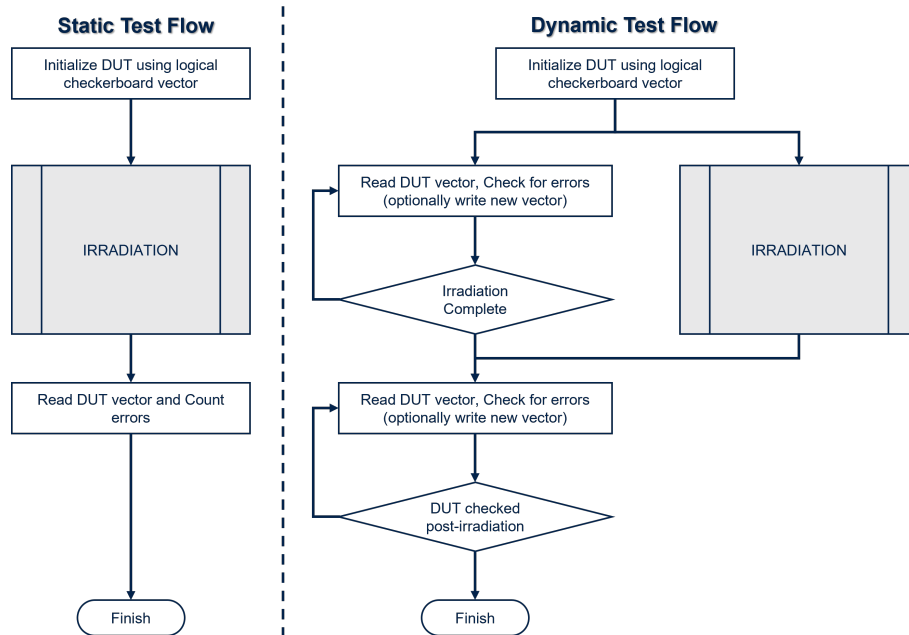 Static Test Flow
Initialize DUT using logical
checkerboard vector
IRRADIATION
Read DUT vector and Count
errors
Finish
Dynamic Test Flow
Initialize DUT using logical
checkerboard vector
Read DUT vector, Check for errors
(optionally write new vector)
IRRADIATION
Irradiation
Complete
Read DUT vector, Check for errors
(optionally write new vector)
DUT checked
post-irradiation
Finish